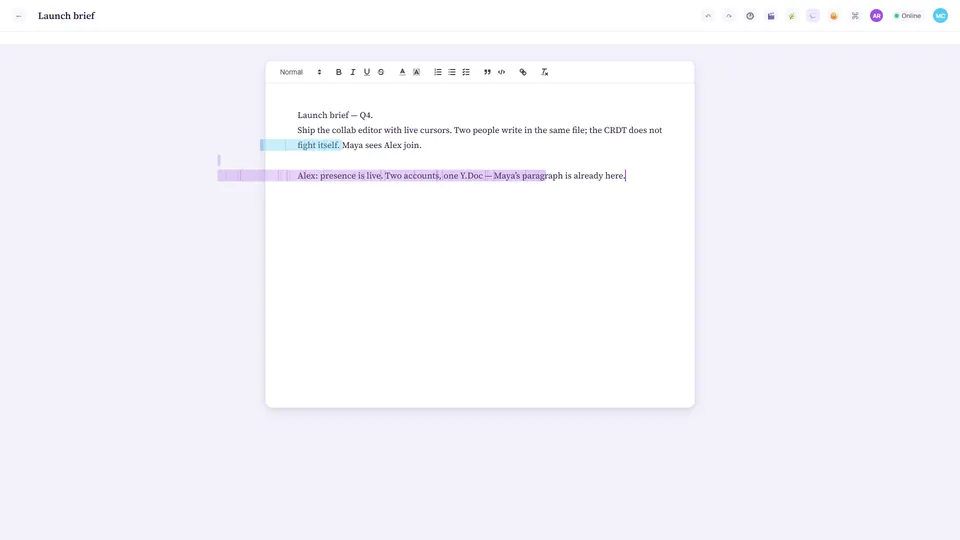 Launch brief
AR
Online
MC
Normal
Launch brief — Q4.
Ship the collab editor with live cursors. Two people write in the same file; the CRDT does not
fight itself. Maya sees Alex join.
Alex: presence is live. Two accounts, one Y.Doc — Maya's paragraph is already here.